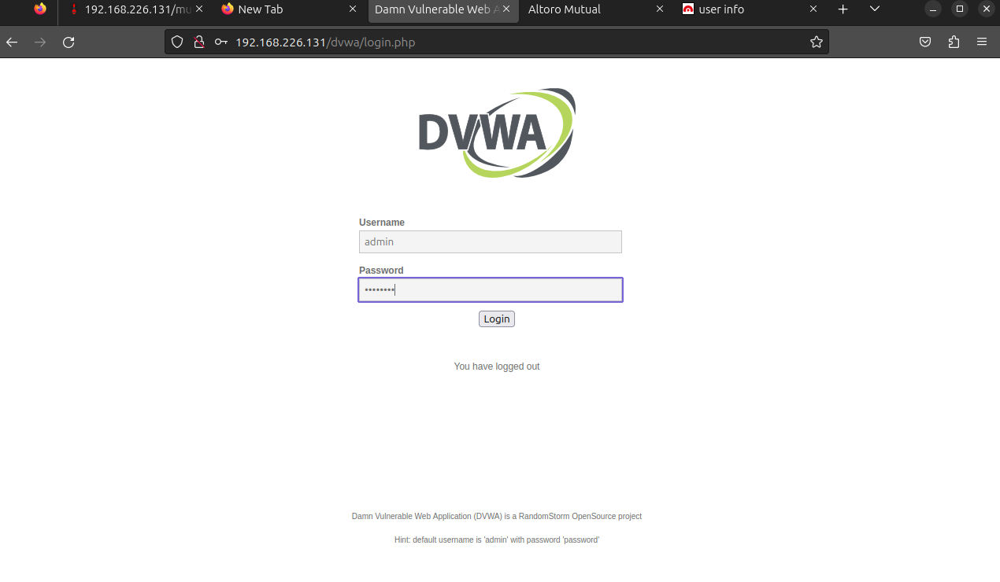 192.168.226.131/mu
New Tab
Damn Vulnerable Web A
Altoro Mutual
user info
192.168.226.131/dvwa/login.php
DVWA
Username
admin
Password
••••••••
Login
You have logged out
Damn Vulnerable Web Application (DVWA) is a RandomStorm OpenSource project
Hint: default username is 'admin' with password 'password'